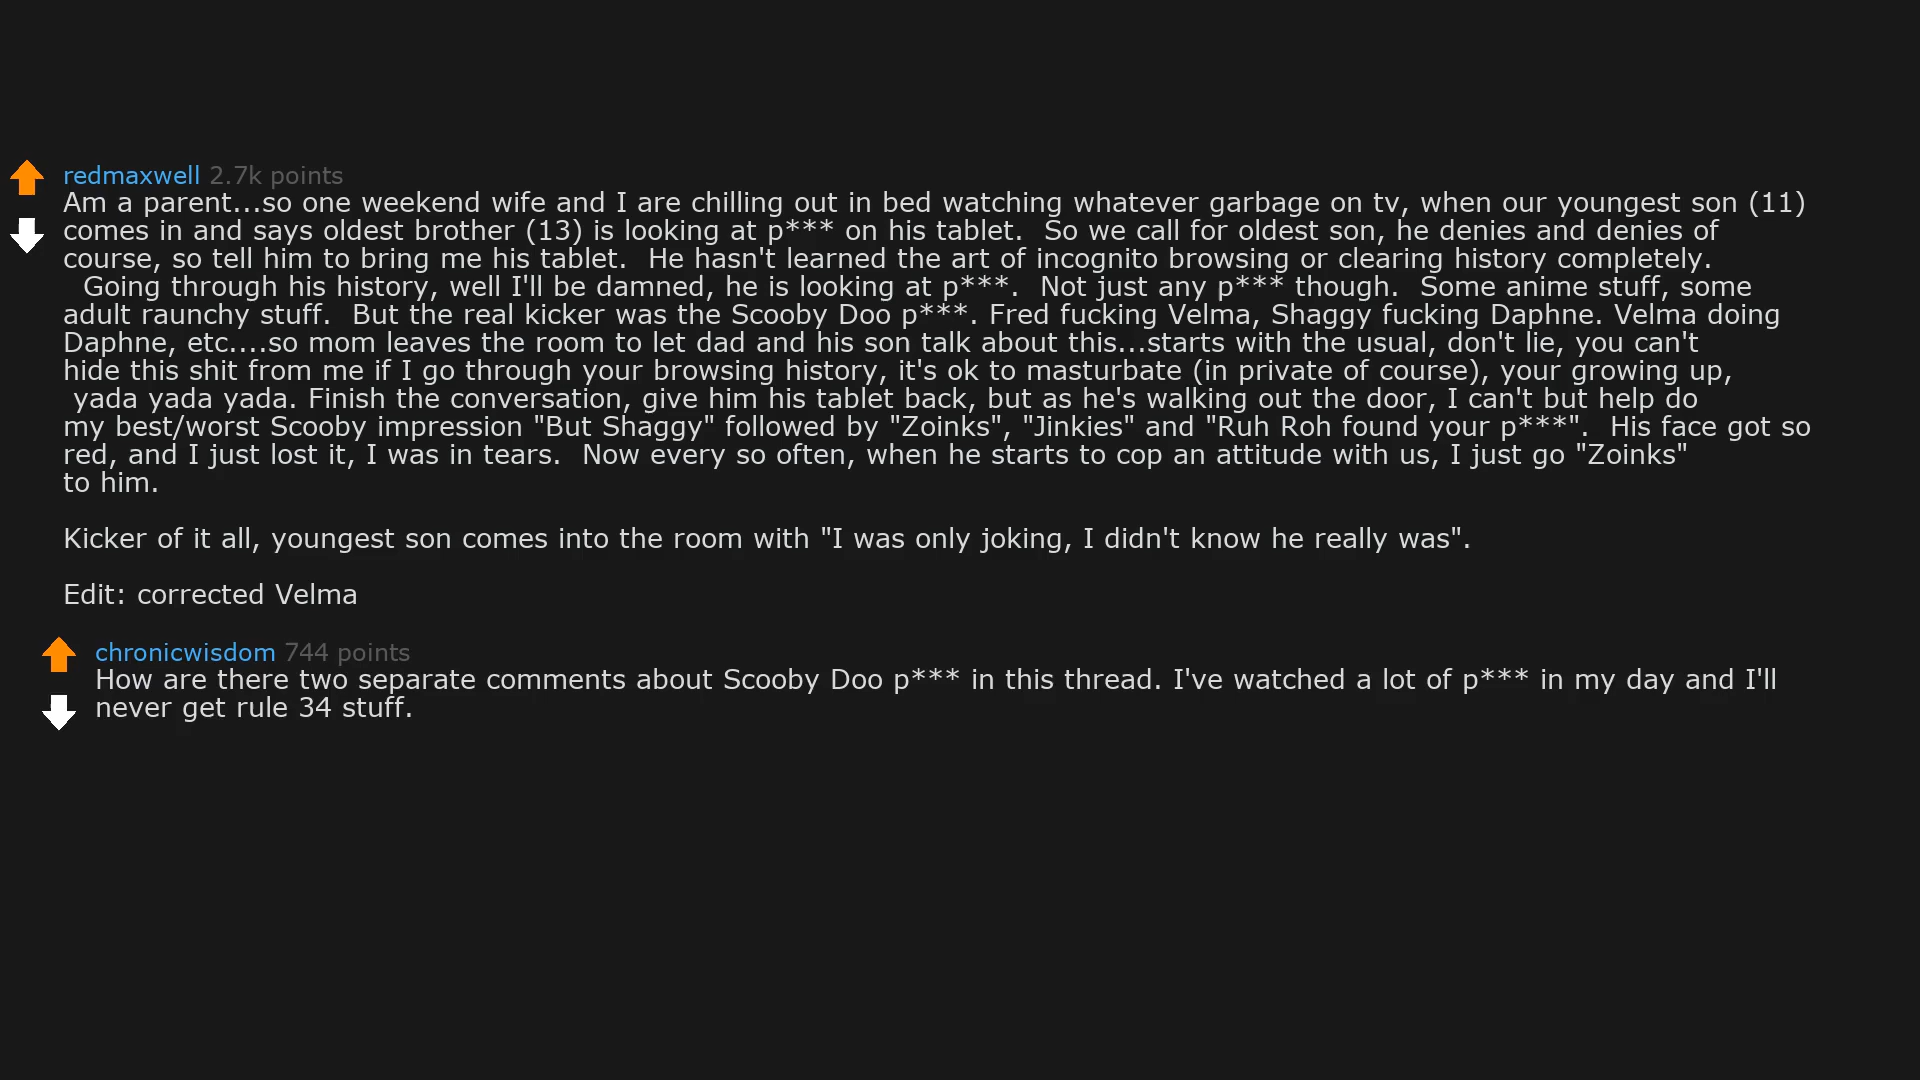 redmaxwell 2.7k points
Am a parent...so one weekend wife and I are chilling out in bed watching whatever garbage on tv, when our youngest son (11)
comes in and says oldest brother (13) is looking at p*** on his tablet.  So we call for oldest son, he denies and denies of
course, so tell him to bring me his tablet.  He hasn't learned the art of incognito browsing or clearing history completely.
Going through his history, well I'll be damned, he is looking at p***.  Not just any p*** though.  Some anime stuff, some
adult raunchy stuff.  But the real kicker was the Scooby Doo p***. Fred fucking Velma, Shaggy fucking Daphne. Velma doing
Daphne, etc....so mom leaves the room to let dad and his son talk about this...starts with the usual, don't lie, you can't
hide this shit from me if I go through your browsing history, it's ok to masturbate (in private of course), your growing up,
yada yada yada. Finish the conversation, give him his tablet back, but as he's walking out the door, I can't but help do
my best/worst Scooby impression "But Shaggy" followed by "Zoinks", "Jinkies" and "Ruh Roh found your p***".  His face got so
red, and I just lost it, I was in tears.  Now every so often, when he starts to cop an attitude with us, I just go "Zoinks"
to him.
Kicker of it all, youngest son comes into the room with "I was only joking, I didn't know he really was".
Edit: corrected Velma
chronicwisdom 744 points
How are there two separate comments about Scooby Doo p*** in this thread. I've watched a lot of p*** in my day and I'll
never get rule 34 stuff.